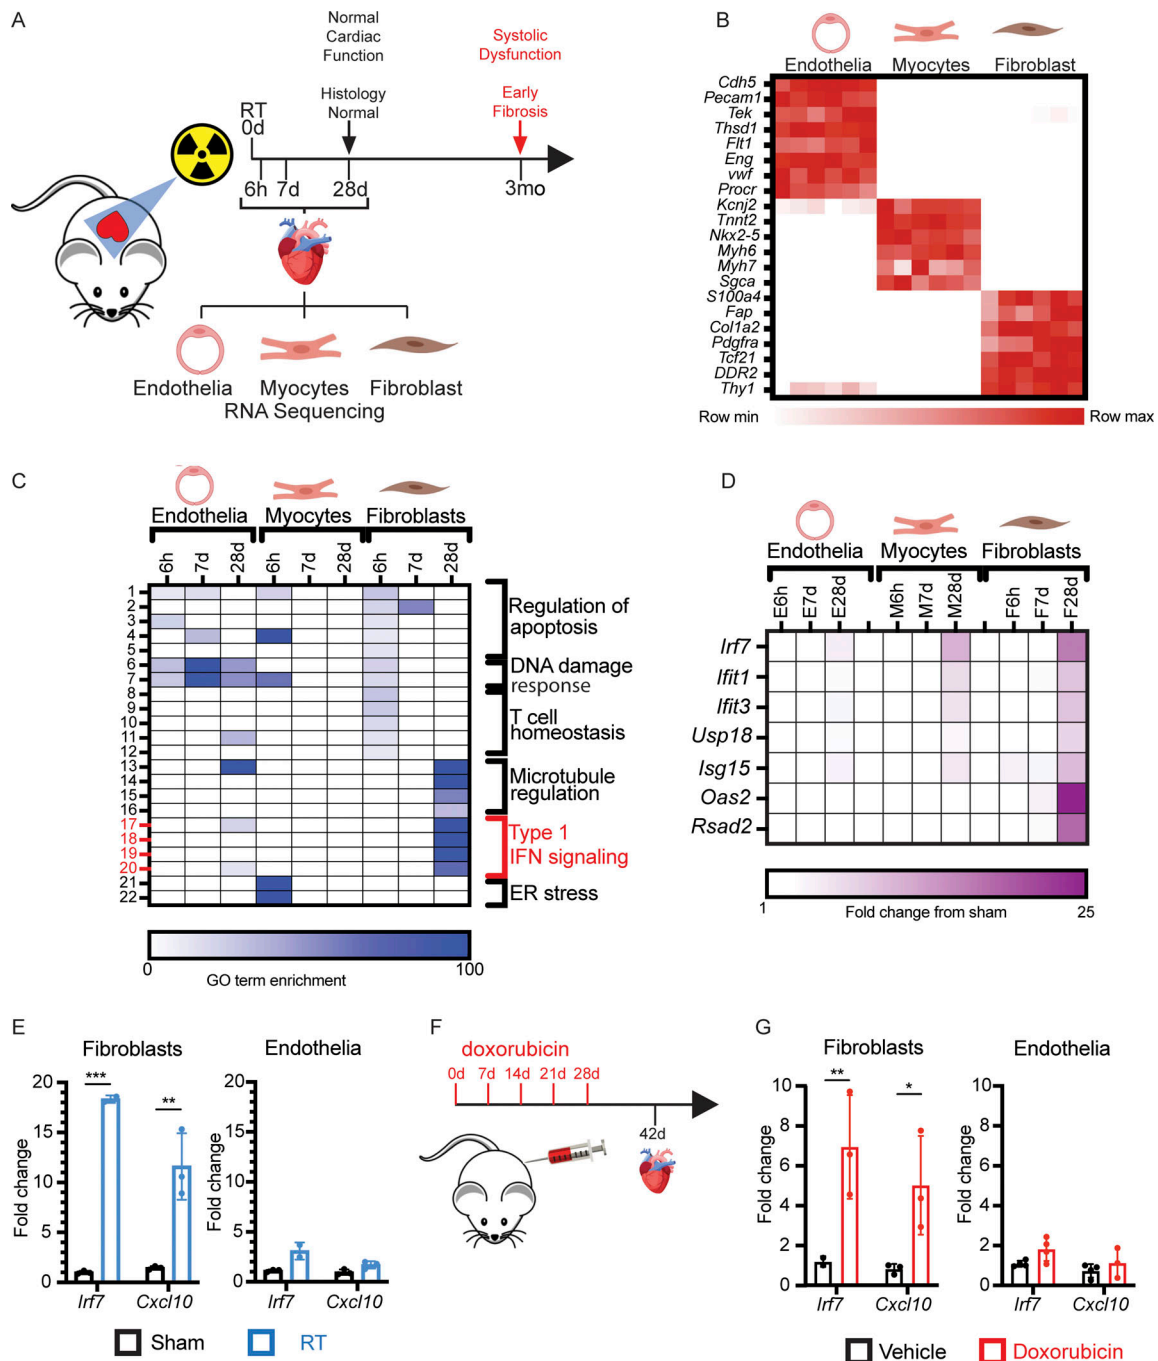 A
Normal
Cardiac
Function
Systolic
Dysfunction
Histology
Normal
Early
Fibrosis
RT
0d
6h
7d
28d
3mo
Endothelia
Myocytes
Fibroblast
RNA Sequencing
B
Endothelia
Myocytes
Fibroblast
Cdh5
Pecam1
Tek
Thsd1
Flt1
Eng
vwf
Procr
Kcnj2
Tnnt2
Nkx2-5
Myh6
Myh7
Sgca
S100a4
Fap
Col1a2
Pdgfra
Tcf21
DDR2
Thy1
Row min
Row max
C
Endothelia
Myocytes
Fibroblasts
6h
7d
28d
6h
7d
28d
6h
7d
28d
1
2
3
4
5
6
7
8
9
10
11
12
13
14
15
16
17
18
19
20
21
22
Regulation of
apoptosis
DNA damage
response
T cell
homeostasis
Microtubule
regulation
Type 1
IFN signaling
ER stress
0
100
GO term enrichment
D
Endothelia
Myocytes
Fibroblasts
E6h
E7d
E28d
M6h
M7d
M28d
F6h
F7d
F28d
Irf7
Ifit1
Ifit3
Usp18
Isg15
Oas2
Rsad2
1
Fold change from sham
25
E
Fibroblasts
Fold change
20
15
10
5
0
***
**
Irf7
Cxcl10
Endothelia
Fold change
20
15
10
5
0
Irf7
Cxcl10
Sham
RT
F
doxorubicin
0d
7d
14d
21d
28d
42d
G
Fibroblasts
Fold change
10
8
6
4
2
0
**
*
Irf7
Cxcl10
Endothelia
Fold change
10
8
6
4
2
0
Irf7
Cxcl10
Vehicle
Doxorubicin